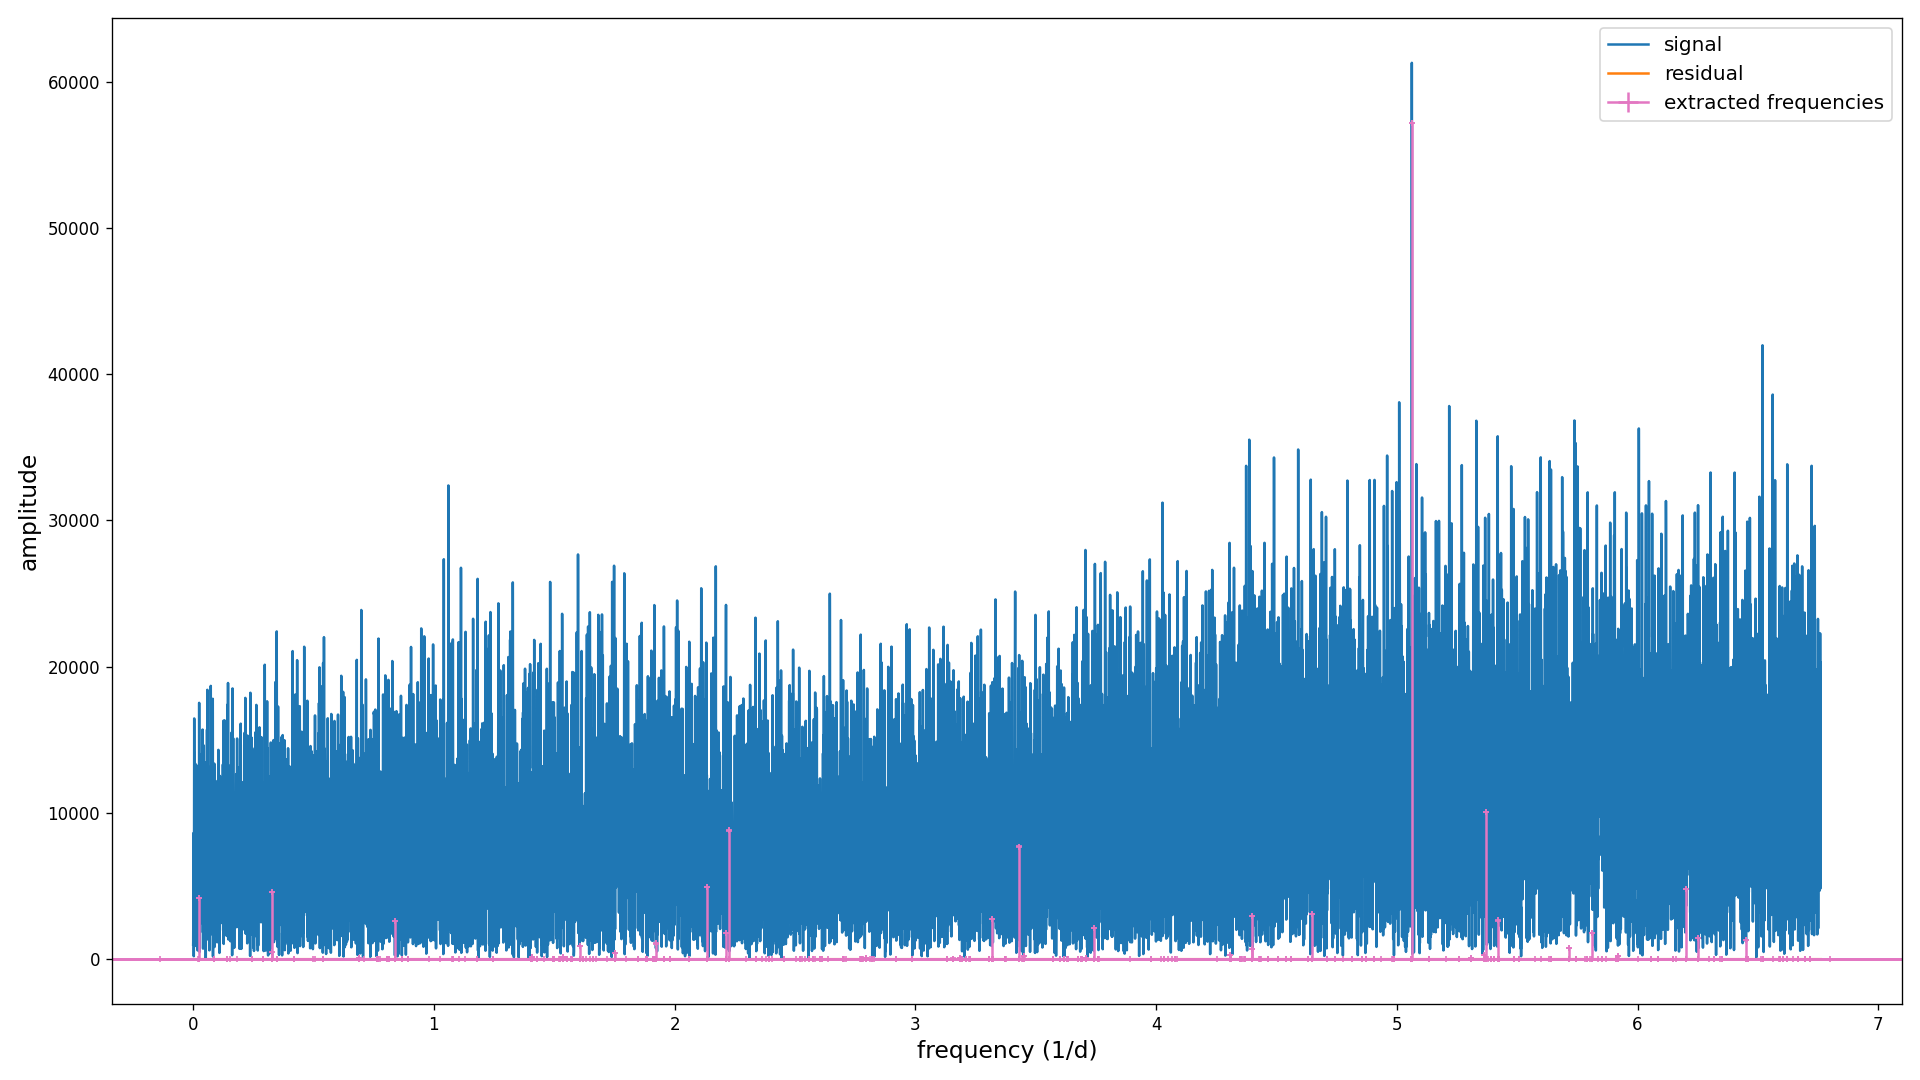 signal
residual
extracted frequencies
60000
50000
40000
30000
20000
10000
0
amplitude
0 1 2 3 4 5 6 7
frequency (1/d)